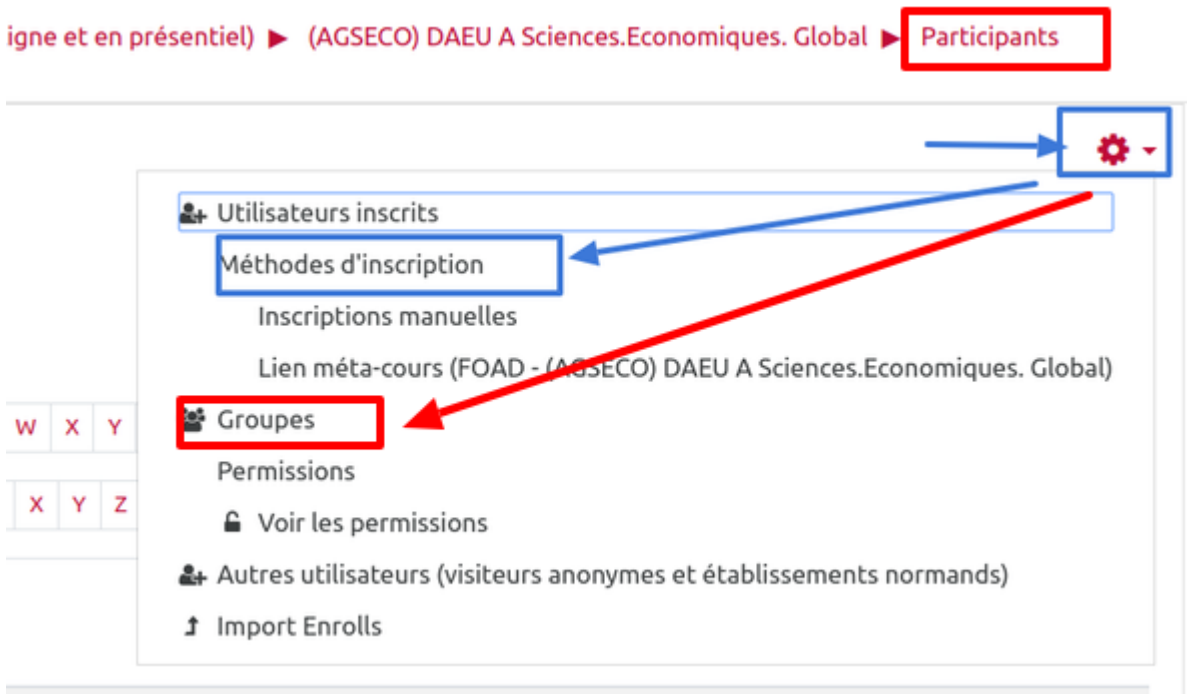 igne et en présentiel) ► (AGSECO) DAEU A Sciences.Economiques. Global ► Participants
Utilisateurs inscrits
Méthodes d'inscription
Inscriptions manuelles
Lien méta-cours (FOAD - (AGSECO) DAEU A Sciences.Economiques. Global)
W X Y
Groupes
Permissions
X Y Z
Voir les permissions
Autres utilisateurs (visiteurs anonymes et établissements normands)
Import Enrolls